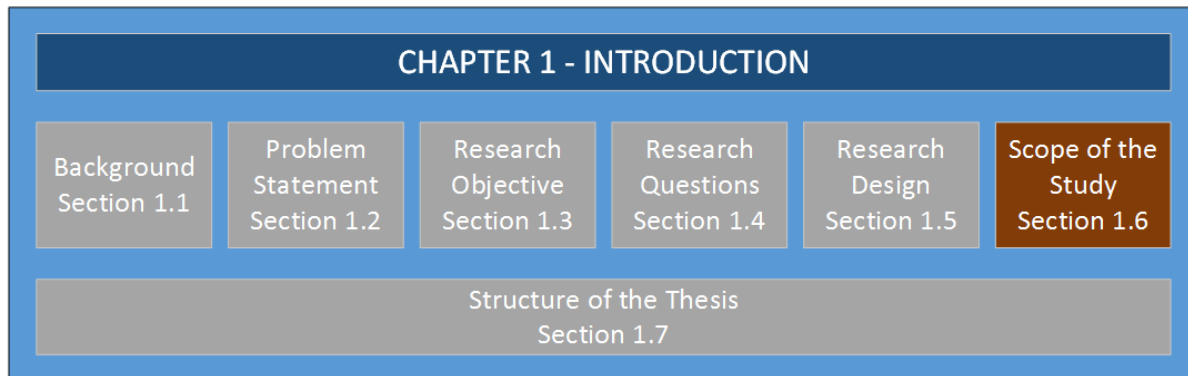 CHAPTER 1 - INTRODUCTION
Background
Section 1.1
Problem
Statement
Section 1.2
Research
Objective
Section 1.3
Research
Questions
Section 1.4
Research
Design
Section 1.5
Scope of the
Study
Section 1.6
Structure of the Thesis
Section 1.7